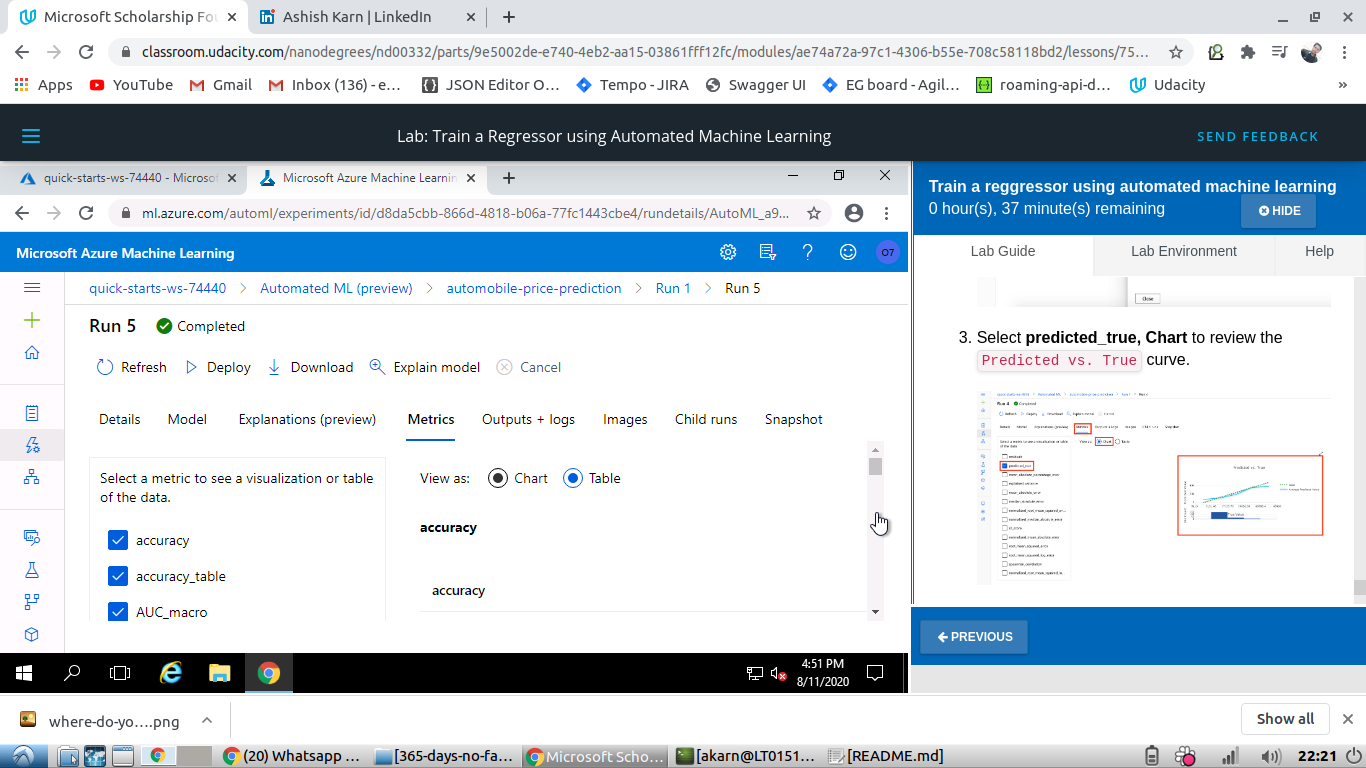 Microsoft Scholarship Fou
Ashish Karn | LinkedIn
classroom.udacity.com/nanodegrees/nd00332/parts/9e5002de-e740-4eb2-aa15-03861fff12fc/modules/ae74a72a-97c1-4306-b55e-708c58118bd2/lessons/75...
Apps
YouTube
Gmail
Inbox (136) - e...
JSON Editor O...
Tempo - JIRA
Swagger UI
EG board - Agil...
roaming-api-d...
Udacity
»
Lab: Train a Regressor using Automated Machine Learning
SEND FEEDBACK
quick-starts-ws-74440 - Microsof
Microsoft Azure Machine Learnin
ml.azure.com/automl/experiments/id/d8da5cbb-866d-4818-b06a-77fc1443cbe4/rundetails/AutoML_a9...
Microsoft Azure Machine Learning
O7
quick-starts-ws-74440 > Automated ML (preview) > automobile-price-prediction > Run 1 > Run 5
Run 5
Completed
Refresh
Deploy
Download
Explain model
Cancel
Details
Model
Explanations (preview)
Metrics
Outputs + logs
Images
Child runs
Snapshot
Select a metric to see a visualization or table
of the data.
accuracy
accuracy_table
AUC_macro
View as:
Chart
Table
accuracy
accuracy
4:51 PM
8/11/2020
Train a reggressor using automated machine learning
0 hour(s), 37 minute(s) remaining
HIDE
Lab Guide
Lab Environment
Help
Close
3. Select predicted_true, Chart to review the
Predicted vs. True curve.
PREVIOUS
where-do-yo....png
Show all
(20) Whatsapp ...
[365-days-no-fa...
Microsoft Scho...
[akarn@LT0151...
[README.md]
22:21